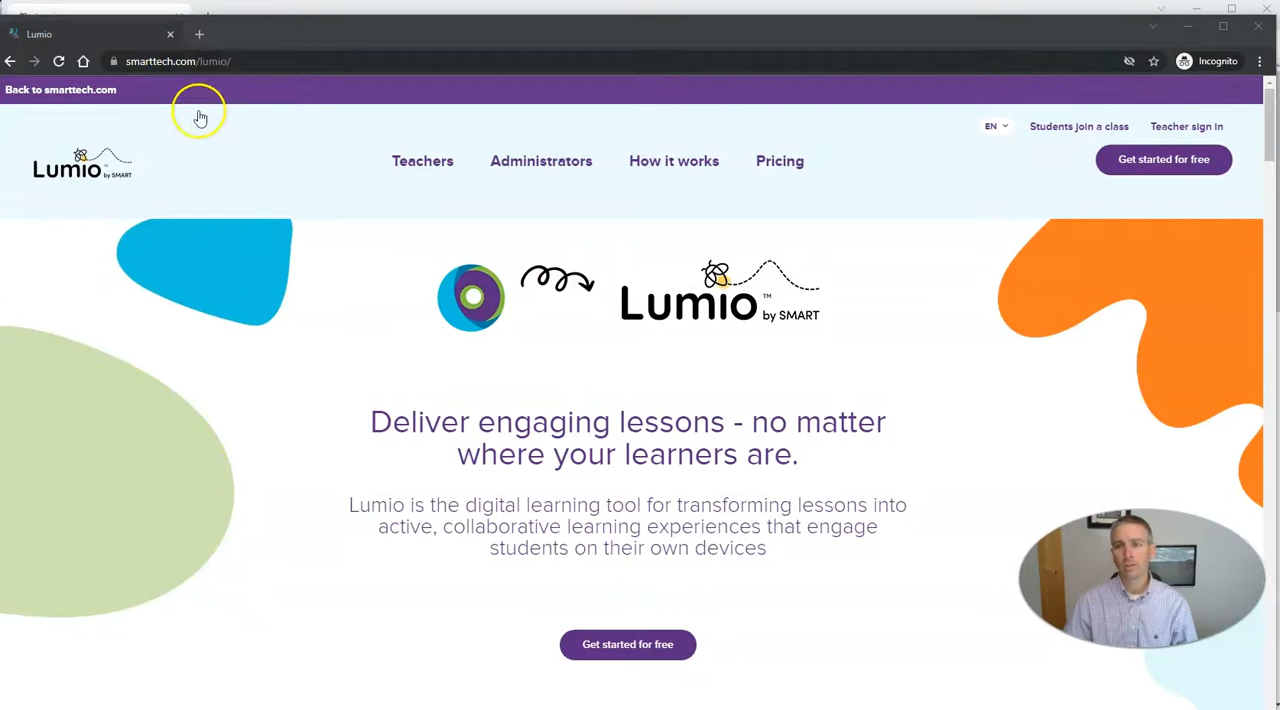 Lumio
smarttech.com/lumio/
Incognito
Back to smarttech.com
EN
Students join a class
Teacher sign in
Lumio by SMART
Teachers
Administrators
How it works
Pricing
Get started for free
Lumio™ by SMART
Deliver engaging lessons - no matter
where your learners are.
Lumio is the digital learning tool for transforming lessons into
active, collaborative learning experiences that engage
students on their own devices
Get started for free